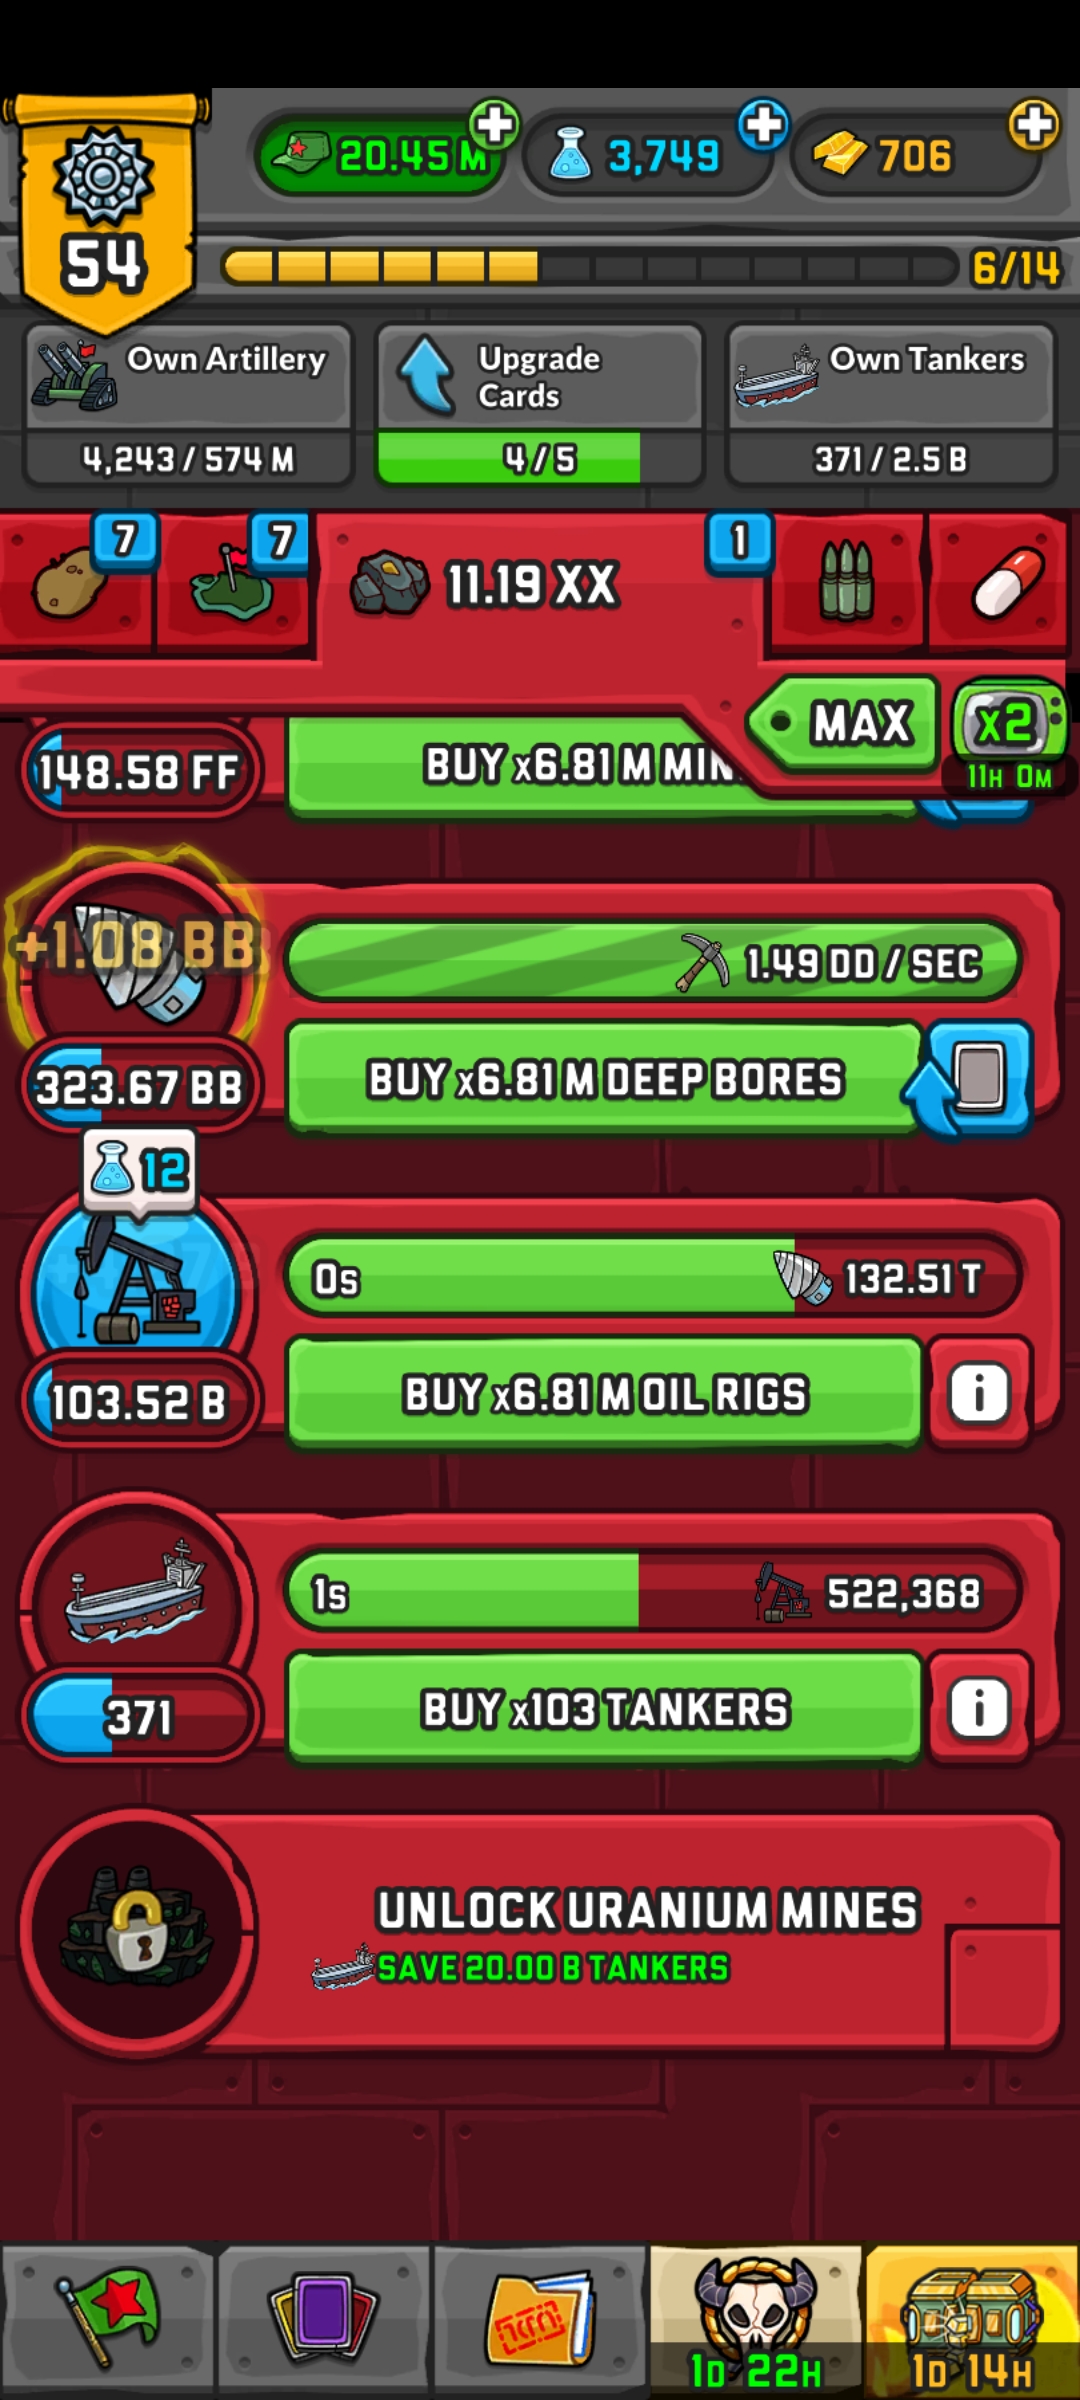 20.45 M
3,749
706
54
6/14
Own Artillery
Upgrade
Cards
Own Tankers
4,243 / 574 M
4 / 5
371 / 2.5 B
7
7
11.19 XX
1
MAX
x2
11H 0M
148.58 FF
BUY x6.81 M MIN
+1.08 BB
1.49 DD / SEC
323.67 BB
BUY x6.81 M DEEP BORES
12
0s
132.51 T
103.52 B
BUY x6.81 M OIL RIGS
i
1s
522,368
371
BUY x103 TANKERS
i
UNLOCK URANIUM MINES
SAVE 20.00 B TANKERS
1D 22H
1D 14H